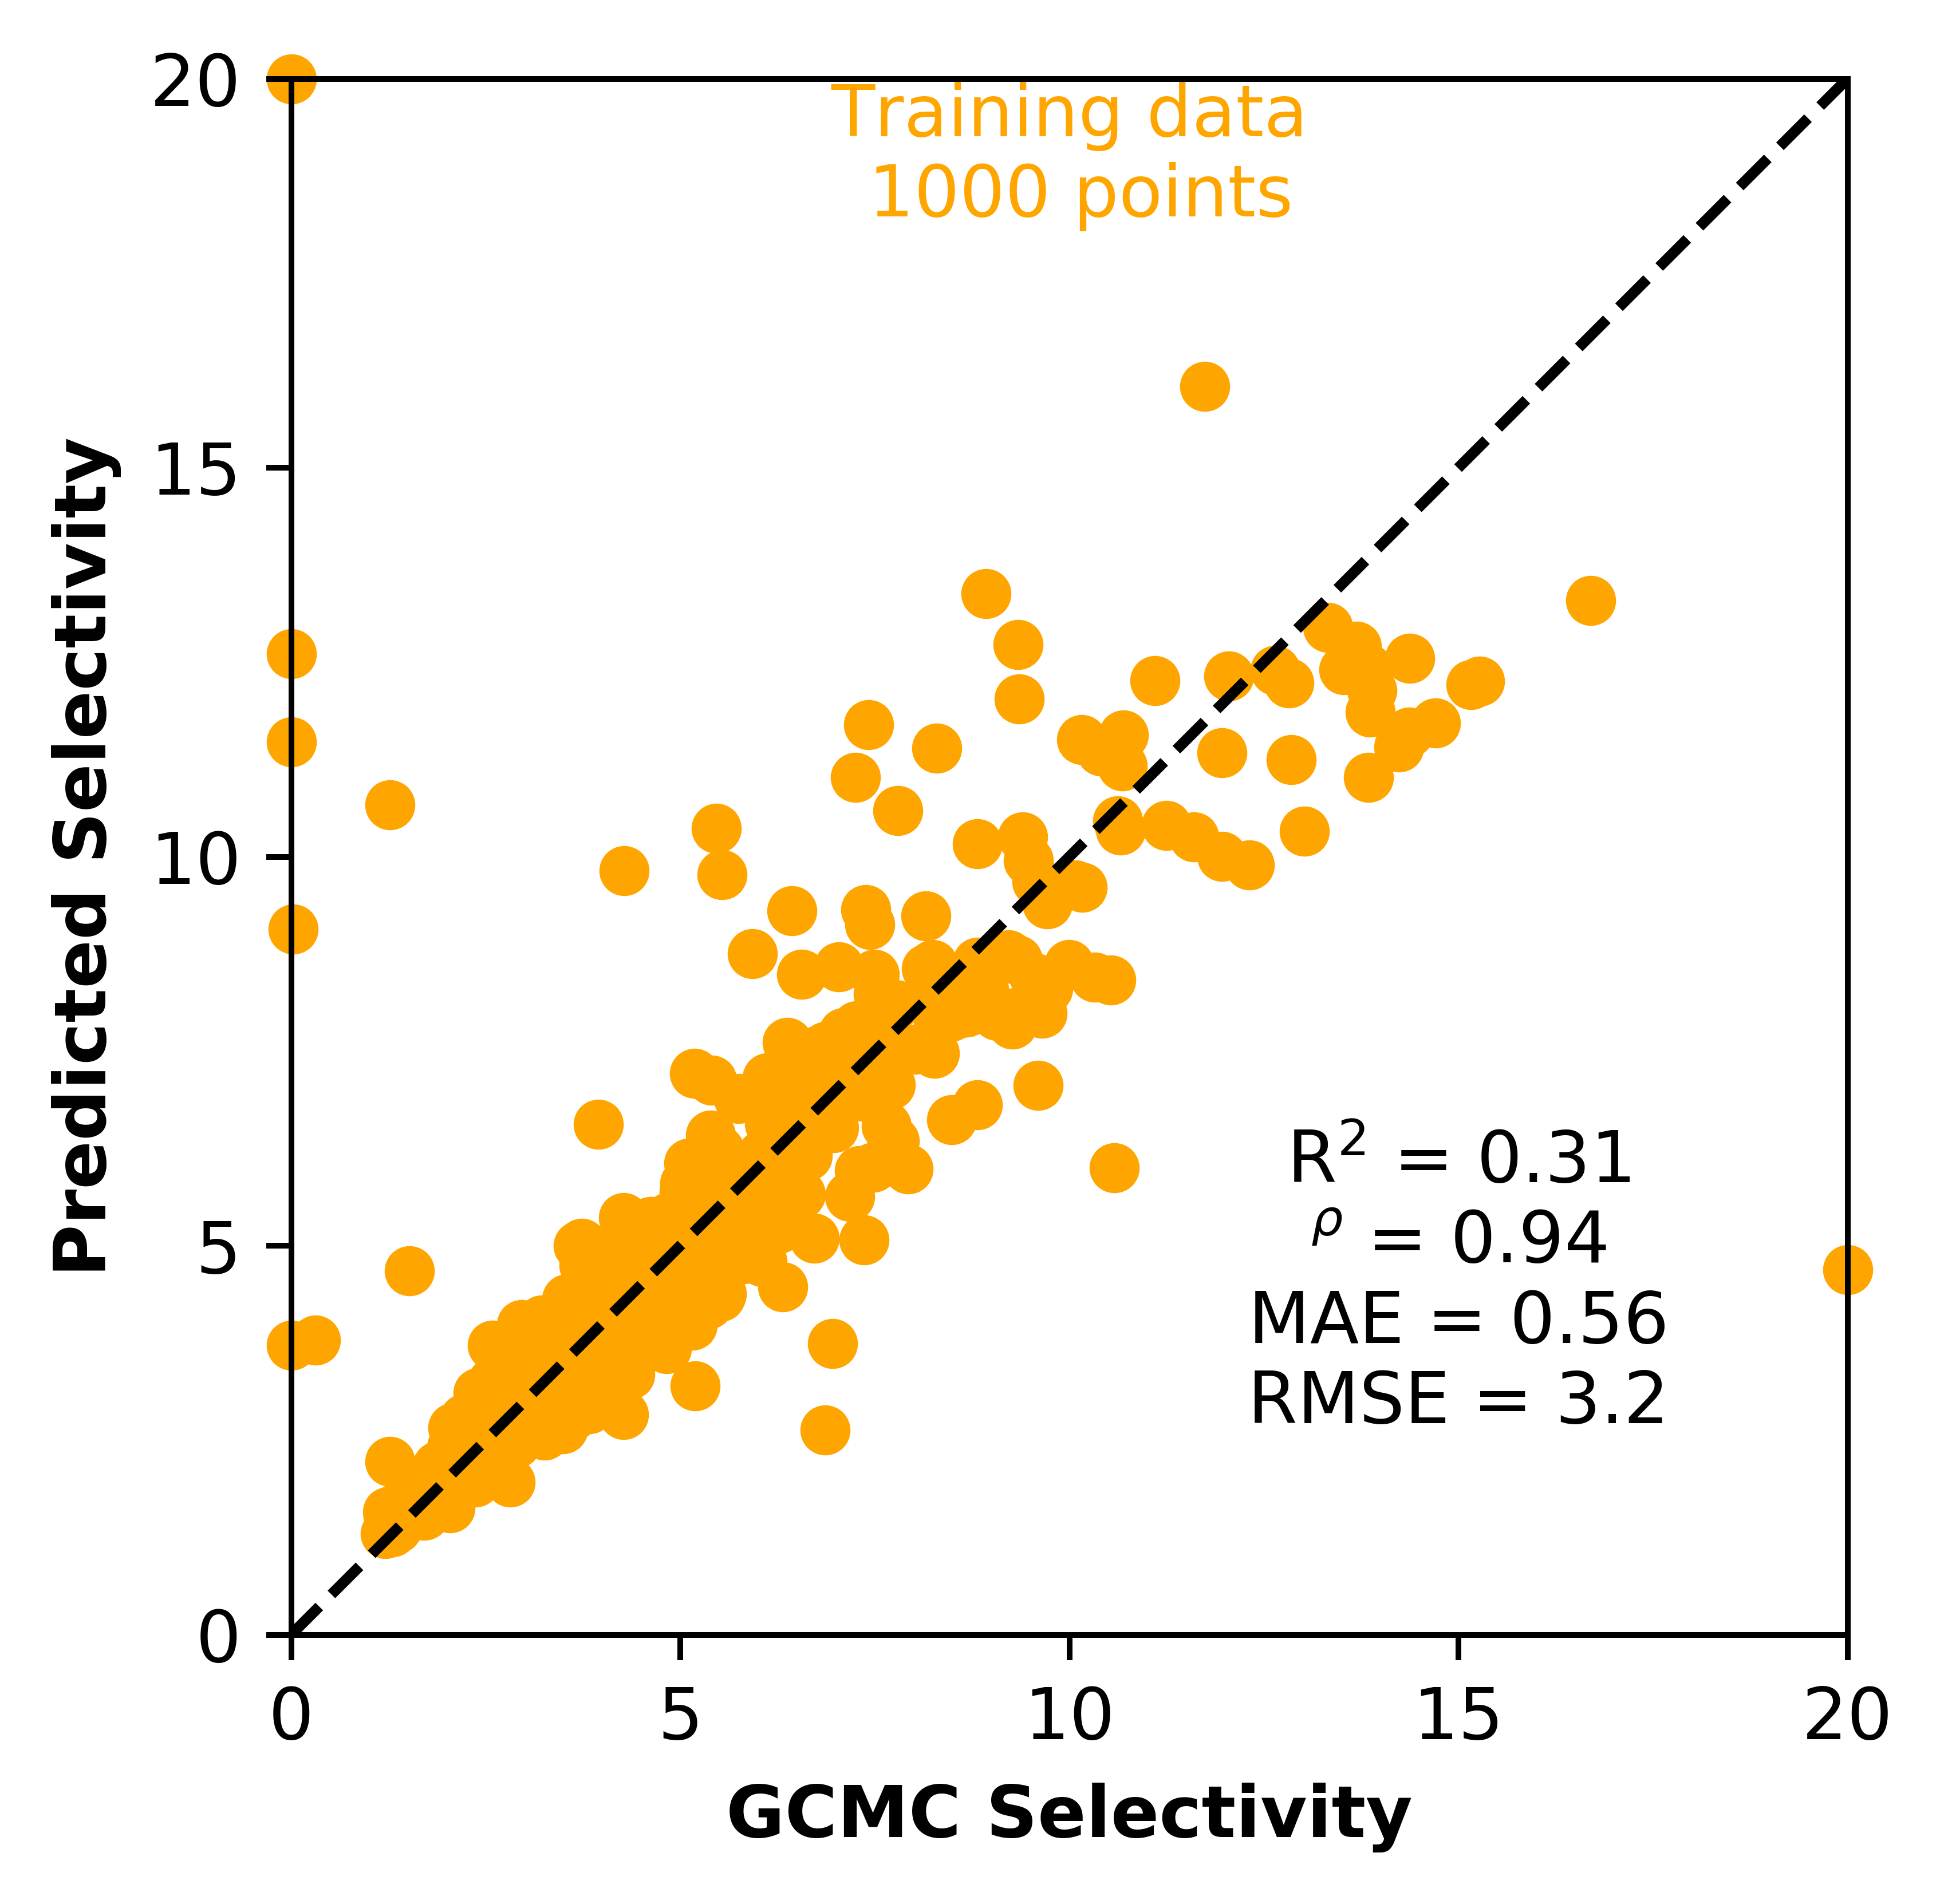 Training data
1000 points
20
15
10
5
0
Predicted Selectivity
R² = 0.31
ρ = 0.94
MAE = 0.56
RMSE = 3.2
0 5 10 15 20
GCMC Selectivity